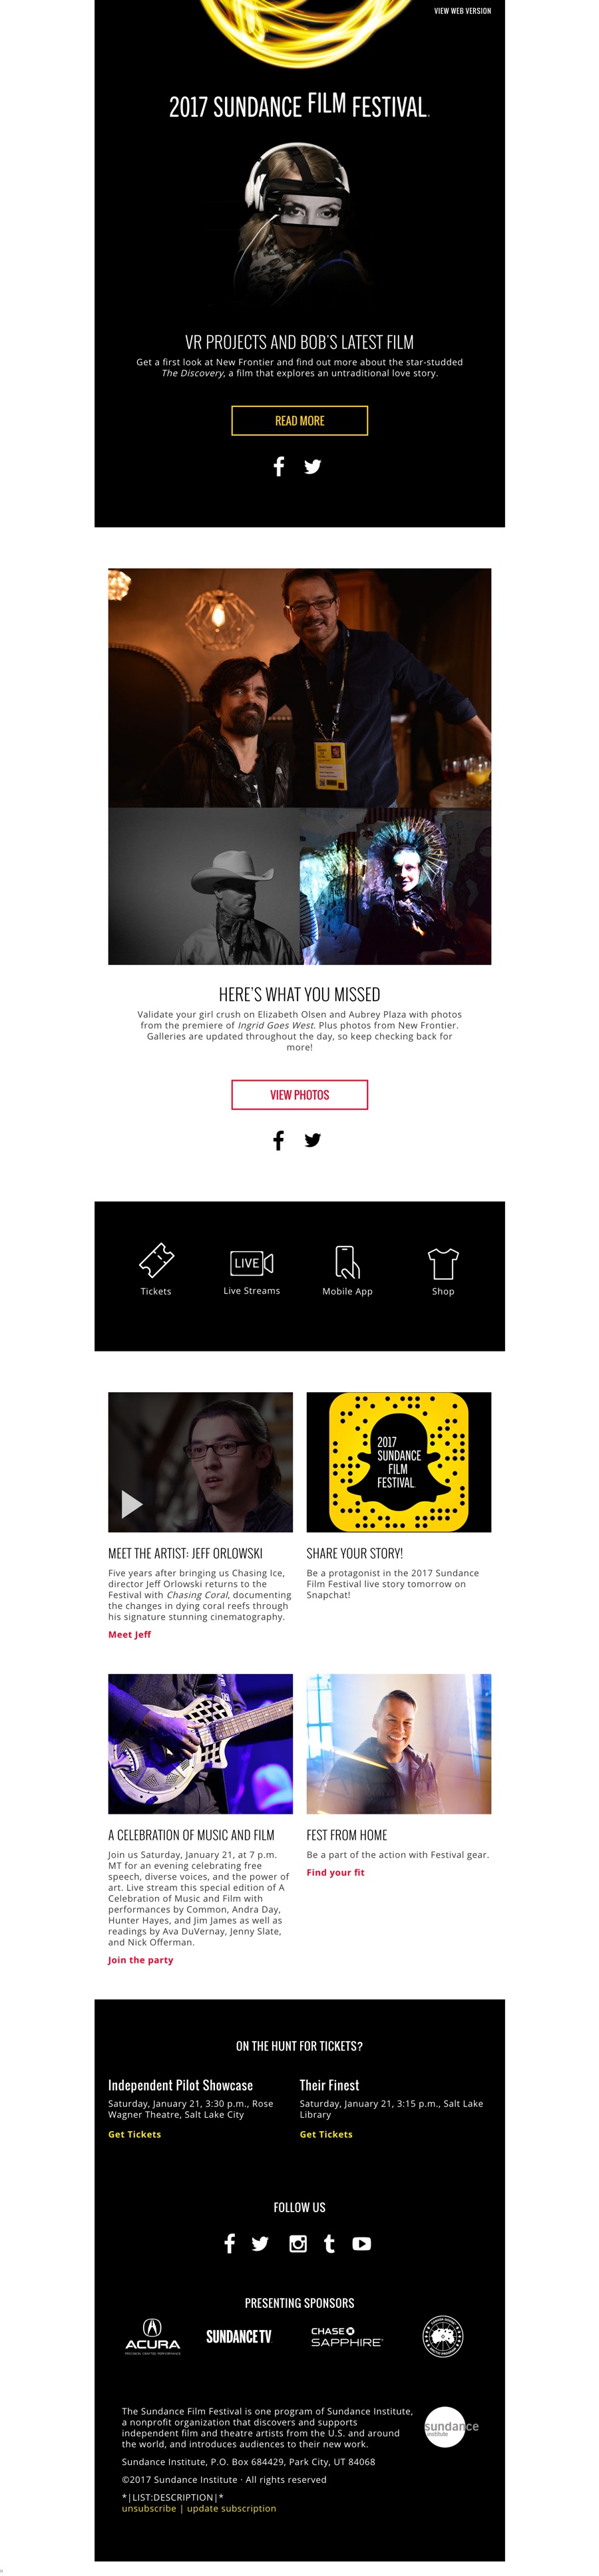 VIEW WEB VERSION
2017 SUNDANCE FILM FESTIVAL.
VR PROJECTS AND BOB'S LATEST FILM
Get a first look at New Frontier and find out more about the star-studded
The Discovery, a film that explores an untraditional love story.
READ MORE
HERE'S WHAT YOU MISSED
Validate your girl crush on Elizabeth Olsen and Aubrey Plaza with photos
from the premiere of Ingrid Goes West. Plus photos from New Frontier.
Galleries are updated throughout the day, so keep checking back for
more!
VIEW PHOTOS
LIVE
Tickets
Live Streams
Mobile App
Shop
2017
SUNDANCE
FILM
FESTIVAL.
MEET THE ARTIST: JEFF ORLOWSKI
Five years after bringing us Chasing Ice,
director Jeff Orlowski returns to the
Festival with Chasing Coral, documenting
the changes in dying coral reefs through
his signature stunning cinematography.
Meet Jeff
SHARE YOUR STORY!
Be a protagonist in the 2017 Sundance
Film Festival live story tomorrow on
Snapchat!
A CELEBRATION OF MUSIC AND FILM
Join us Saturday, January 21, at 7 p.m.
MT for an evening celebrating free
speech, diverse voices, and the power of
art. Live stream this special edition of A
Celebration of Music and Film with
performances by Common, Andra Day,
Hunter Hayes, and Jim James as well as
readings by Ava DuVernay, Jenny Slate,
and Nick Offerman.
Join the party
FEST FROM HOME
Be a part of the action with Festival gear.
Find your fit
ON THE HUNT FOR TICKETS?
Independent Pilot Showcase
Saturday, January 21, 3:30 p.m., Rose
Wagner Theatre, Salt Lake City
Get Tickets
Their Finest
Saturday, January 21, 3:15 p.m., Salt Lake
Library
Get Tickets
FOLLOW US
PRESENTING SPONSORS
ACURA
PRECISION CRAFTED PERFORMANCE
SUNDANCETV
CHASE
SAPPHIRE
The Sundance Film Festival is one program of Sundance Institute,
a nonprofit organization that discovers and supports
independent film and theatre artists from the U.S. and around
the world, and introduces audiences to their new work.
sundance
institute
Sundance Institute, P.O. Box 684429, Park City, UT 84068
©2017 Sundance Institute · All rights reserved
*|LIST:DESCRIPTION|*
unsubscribe | update subscription